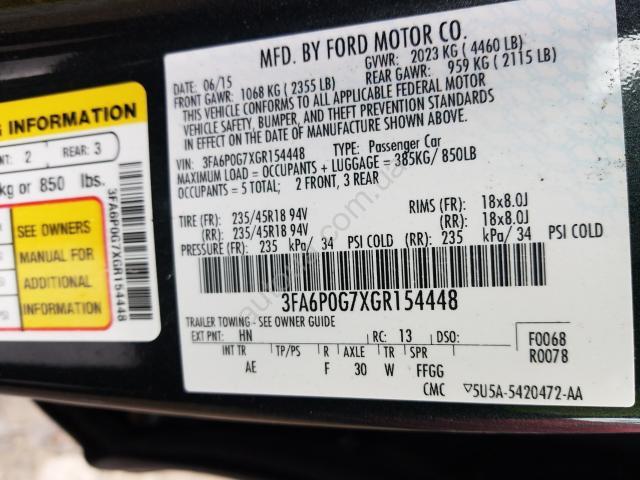 MFD. BY FORD MOTOR CO.
DATE: 06/15 GVWR: 2023 KG ( 4460 LB)
FRONT GAWR: 1068 KG ( 2355 LB) REAR GAWR: 959 KG ( 2115 LB)
THIS VEHICLE CONFORMS TO ALL APPLICABLE FEDERAL MOTOR
VEHICLE SAFETY, BUMPER, AND THEFT PREVENTION STANDARDS
IN EFFECT ON THE DATE OF MANUFACTURE SHOWN ABOVE.
VIN: 3FA6P0G7XGR154448 TYPE: Passenger Car
MAXIMUM LOAD = OCCUPANTS + LUGGAGE = 385KG/ 850LB
OCCUPANTS = 5 TOTAL; 2 FRONT, 3 REAR
TIRE (FR): 235/45R18 94V RIMS (FR): 18x8.0J
(RR): 235/45R18 94V (RR): 18x8.0J
PRESSURE (FR): 235 kPa/ 34 PSI COLD (RR): 235 kPa/ 34 PSI COLD
3FA6P0G7XGR154448
TRAILER TOWING - SEE OWNER GUIDE
EXT PNT: HN RC: 13 DSO:
INT TR TP/PS R AXLE TR SPR
AE F 30 W FFGG
F0068
R0078
CMC 5U5A-5420472-AA
INFORMATION
2 REAR: 3
kg or 850 lbs.
SEE OWNERS
MANUAL FOR
ADDITIONAL
INFORMATION
3FA6P0G7XGR154448